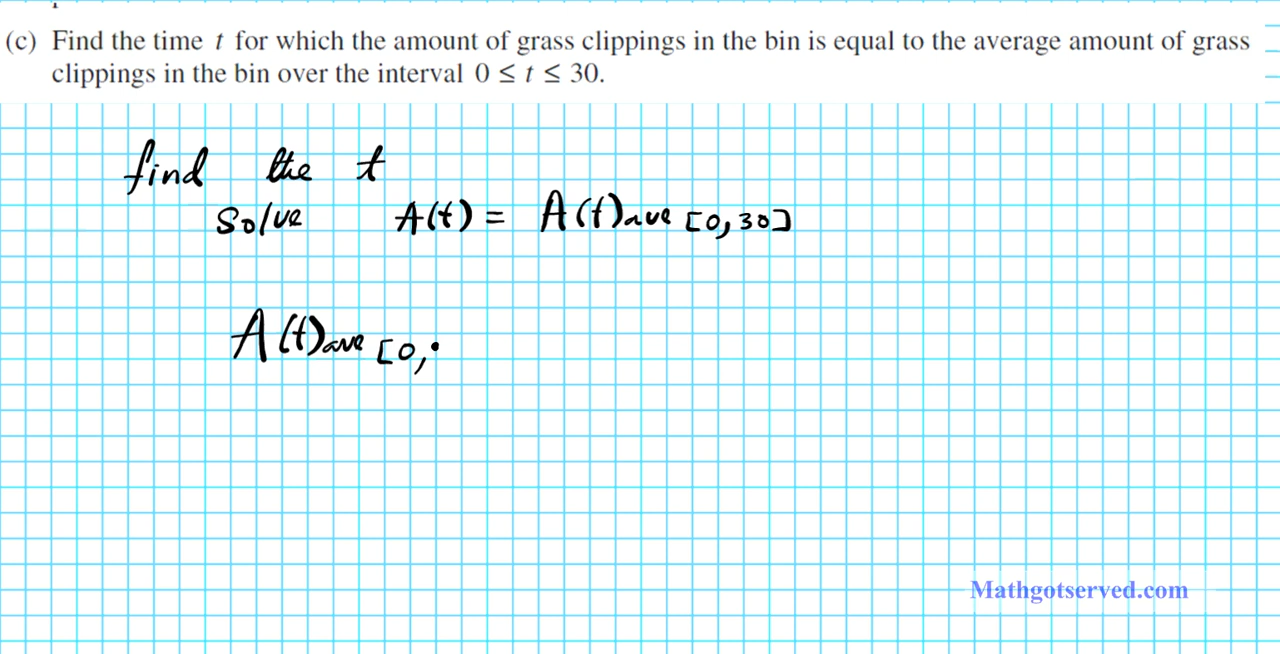 (c) Find the time t for which the amount of grass clippings in the bin is equal to the average amount of grass
clippings in the bin over the interval 0 ≤ t ≤ 30.
find the t
Solve A(t) = A(t)ave [0,30]
A(t)ave [0,
Mathgotserved.com